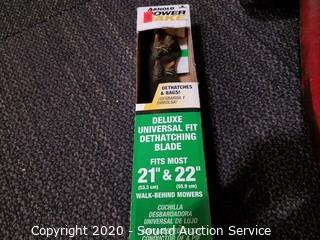 ARNOLD
POWER
RAKE
DETHATCHES
& BAGS!
DELUXE
UNIVERSAL FIT
DETHATCHING
BLADE
FITS MOST
21" & 22"
(53.3 cm) (55.9 cm)
WALK-BEHIND MOWERS
CUCHILLA
DESBARDADORA
UNIVERSAL DE LUJO
Copyright © 2020 - Sound Auction Service